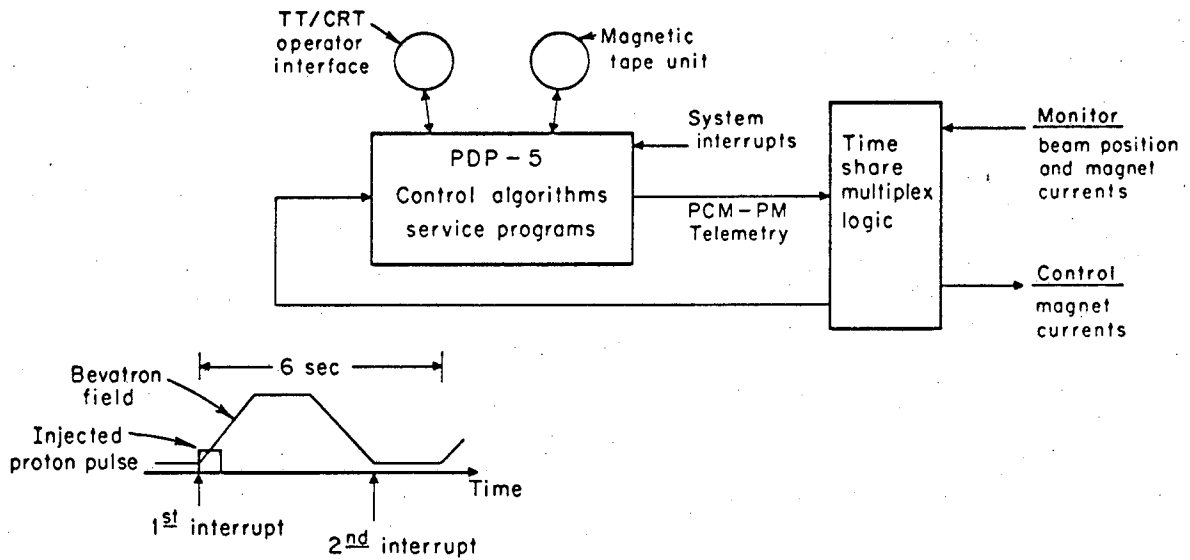 TT/CRT
operator
interface
Magnetic
tape unit
System
interrupts
PDP-5
Control algorithms
service programs
PCM-PM
Telemetry
Time
share
multiplex
logic
Monitor
beam position
and magnet
currents
Control
magnet
currents
6 sec
Bevatron
field
Injected
proton pulse
Time
1st interrupt
2nd interrupt